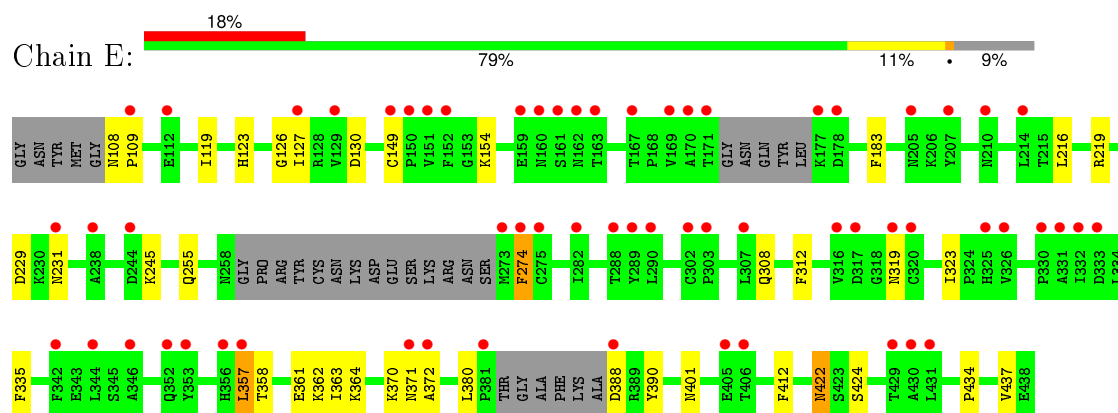 18%
Chain E:
79% 11% • 9%
GLY ASN TYR MET GLY N108 P109 E112 I119 H123 G126 I127 R128 V129 D130 C149 P150 V151 F152 G153 K154 E159 N160 S161 N162 T163 T167 P168 V169 A170 T171 GLY ASN GLN TYR LEU K177 D178 F183 N205 K206 Y207 N210 L214 T215 L216 R219
D229 K230 N231 A238 D244 K245 Q255 N258 GLY PRO ARG TYR CYS ASN LYS ASP GLU SER LYS ARG ASN SER M273 F274 C275 I282 T288 Y289 L290 C302 P303 L307 Q308 F312 V316 D317 G318 N319 C320 I323 P324 H325 V326 P330 A331 I332 D333 L334
F335 F342 E343 L344 S345 A346 Q352 Y353 H356 L357 T358 E361 K362 I363 K364 K370 N371 A372 L380 P381 THR GLY ALA PHE LYS ALA D388 R389 Y390 N401 E405 T406 F412 N422 S423 S424 T429 A430 L431 P434 V437 E438